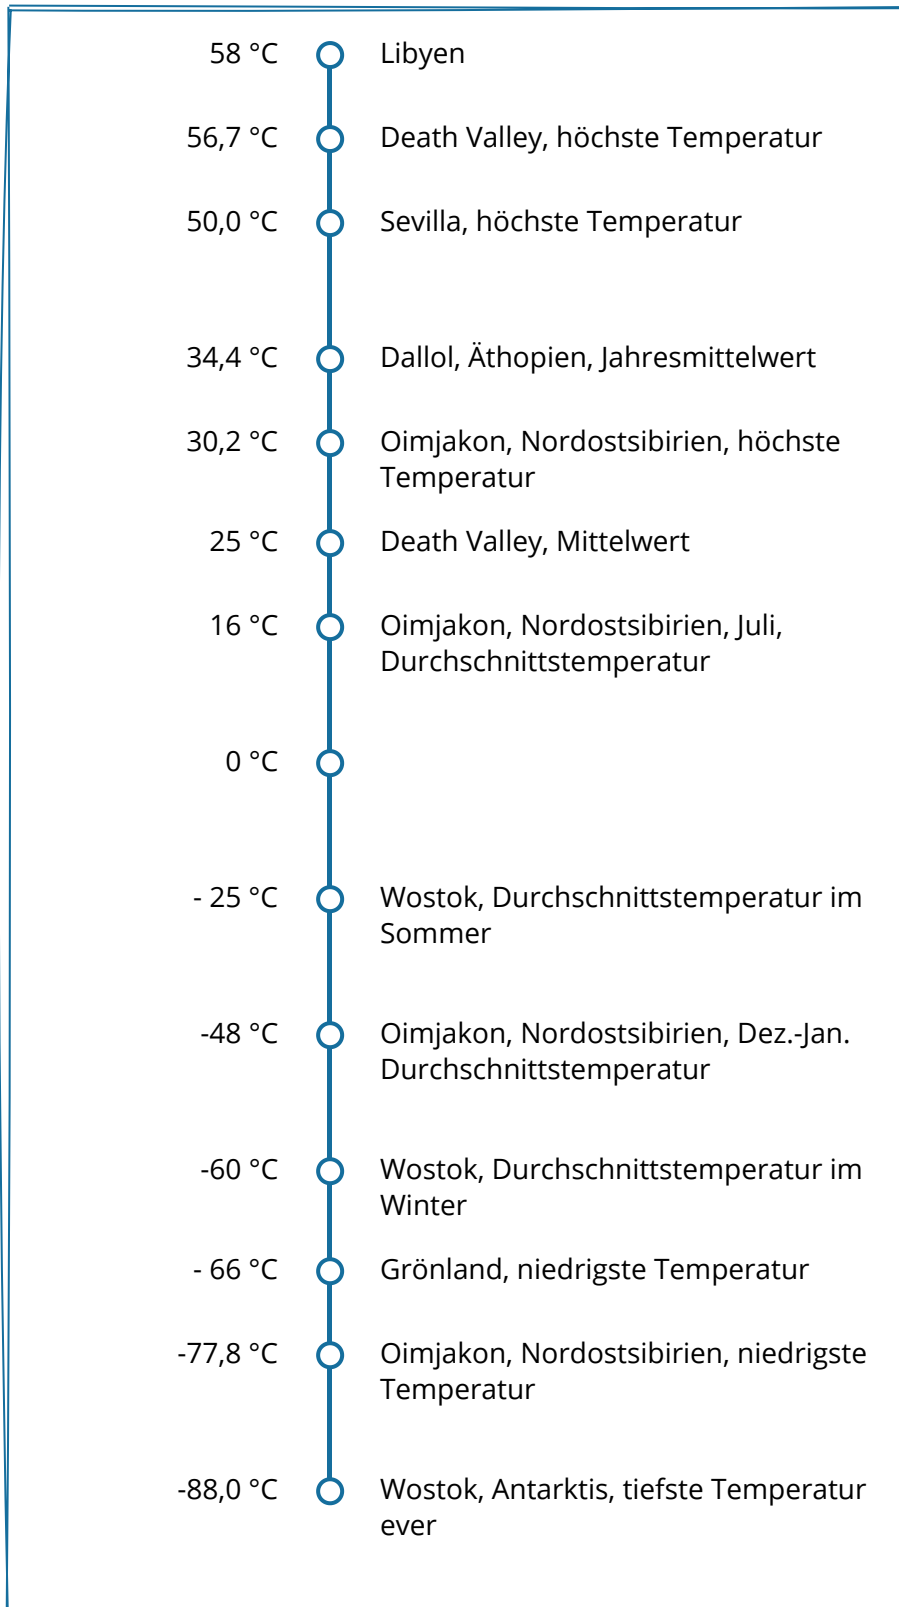 58 °C Libyen
56,7 °C Death Valley, höchste Temperatur
50,0 °C Sevilla, höchste Temperatur
34,4 °C Dallol, Äthopien, Jahresmittelwert
30,2 °C Oimjakon, Nordostsibirien, höchste
Temperatur
25 °C Death Valley, Mittelwert
16 °C Oimjakon, Nordostsibirien, Juli,
Durchschnittstemperatur
0 °C
- 25 °C Wostok, Durchschnittstemperatur im
Sommer
-48 °C Oimjakon, Nordostsibirien, Dez.-Jan.
Durchschnittstemperatur
-60 °C Wostok, Durchschnittstemperatur im
Winter
- 66 °C Grönland, niedrigste Temperatur
-77,8 °C Oimjakon, Nordostsibirien, niedrigste
Temperatur
-88,0 °C Wostok, Antarktis, tiefste Temperatur
ever